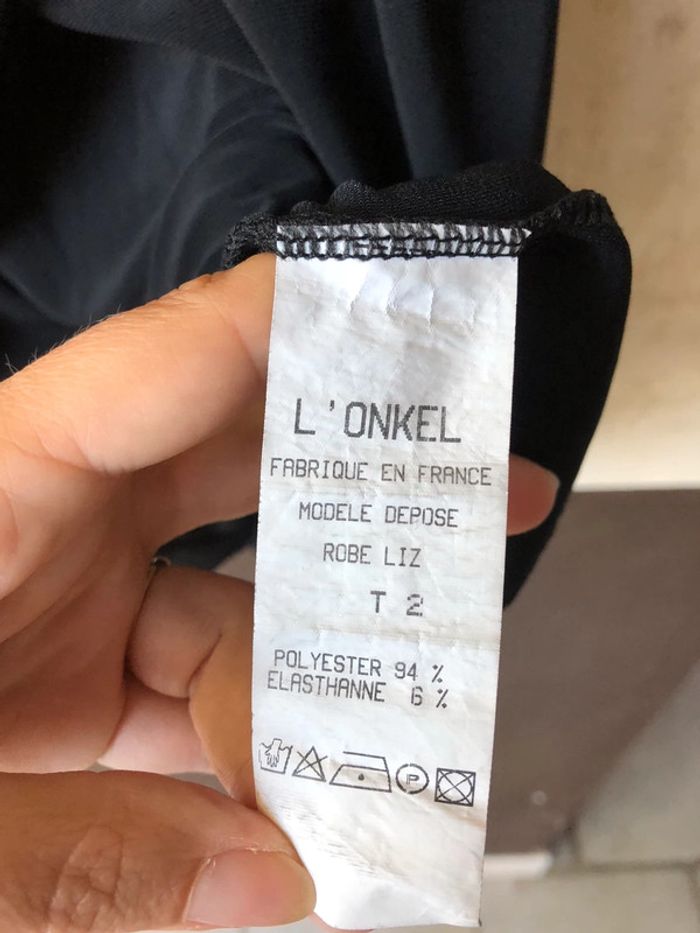 L'ONKEL
FABRIQUE EN FRANCE
MODELE DEPOSE
ROBE LIZ
T 2
POLYESTER 94 %
ELASTHANNE 6 %
P